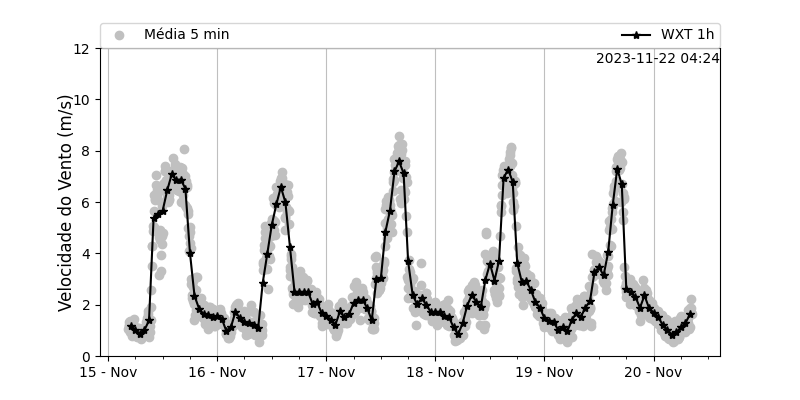 Média 5 min
WXT 1h
2023-11-22 04:24
Velocidade do Vento (m/s)
12
10
8
6
4
2
0
15 - Nov 16 - Nov 17 - Nov 18 - Nov 19 - Nov 20 - Nov